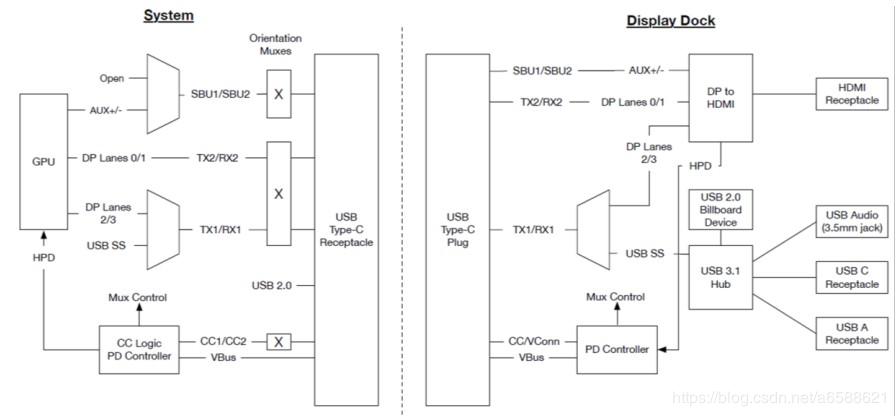 System
Display Dock
Orientation
Muxes
Open
AUX+/-
SBU1/SBU2
X
GPU
DP Lanes 0/1
TX2/RX2
X
DP Lanes
2/3
USB SS
TX1/RX1
USB
Type-C
Receptacle
HPD
USB 2.0
Mux Control
CC Logic
PD Controller
CC1/CC2
X
VBus
USB
Type-C
Plug
SBU1/SBU2
AUX+/-
TX2/RX2
DP Lanes 0/1
DP to
HDMI
HDMI
Receptacle
DP Lanes
2/3
HPD
TX1/RX1
USB SS
USB 2.0
Billboard
Device
USB 3.1
Hub
USB Audio
(3.5mm jack)
USB C
Receptacle
USB A
Receptacle
Mux Control
CC/VConn
VBus
PD Controller
https://blog.csdn.net/a6588621